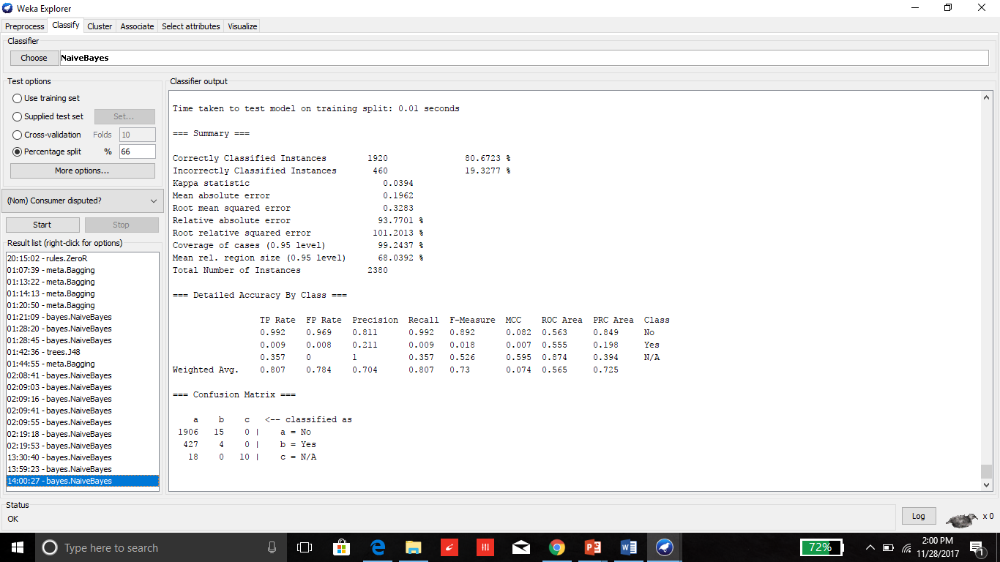 Weka Explorer
Preprocess Classify Cluster Associate Select attributes Visualize
Classifier
Choose NaiveBayes
Test options
Use training set
Supplied test set Set...
Cross-validation Folds 10
Percentage split % 66
More options...
(Nom) Consumer disputed?
Start Stop
Result list (right-click for options)
20:15:02 - rules.ZeroR
01:07:39 - meta.Bagging
01:13:22 - meta.Bagging
01:14:13 - meta.Bagging
01:20:50 - meta.Bagging
01:21:09 - bayes.NaiveBayes
01:28:20 - bayes.NaiveBayes
01:28:45 - bayes.NaiveBayes
01:42:36 - trees.J48
01:44:55 - meta.Bagging
02:08:41 - bayes.NaiveBayes
02:09:03 - bayes.NaiveBayes
02:09:16 - bayes.NaiveBayes
02:09:41 - bayes.NaiveBayes
02:09:55 - bayes.NaiveBayes
02:19:18 - bayes.NaiveBayes
02:19:53 - bayes.NaiveBayes
13:30:40 - bayes.NaiveBayes
13:59:23 - bayes.NaiveBayes
14:00:27 - bayes.NaiveBayes
Classifier output
Time taken to test model on training split: 0.01 seconds
=== Summary ===
Correctly Classified Instances 1920 80.6723 %
Incorrectly Classified Instances 460 19.3277 %
Kappa statistic 0.0394
Mean absolute error 0.1962
Root mean squared error 0.3283
Relative absolute error 93.7701 %
Root relative squared error 101.2013 %
Coverage of cases (0.95 level) 99.2437 %
Mean rel. region size (0.95 level) 68.0392 %
Total Number of Instances 2380
=== Detailed Accuracy By Class ===
TP Rate FP Rate Precision Recall F-Measure MCC ROC Area PRC Area Class
0.992 0.969 0.811 0.992 0.892 0.082 0.563 0.849 No
0.009 0.008 0.211 0.009 0.018 0.007 0.555 0.198 Yes
0.357 0 1 0.357 0.526 0.595 0.874 0.394 N/A
Weighted Avg. 0.807 0.784 0.704 0.807 0.73 0.074 0.565 0.725
=== Confusion Matrix ===
a b c <-- classified as
1906 15 0 | a = No
427 4 0 | b = Yes
18 0 10 | c = N/A
Status
OK
Log x 0
Type here to search
72%
2:00 PM
11/28/2017
1